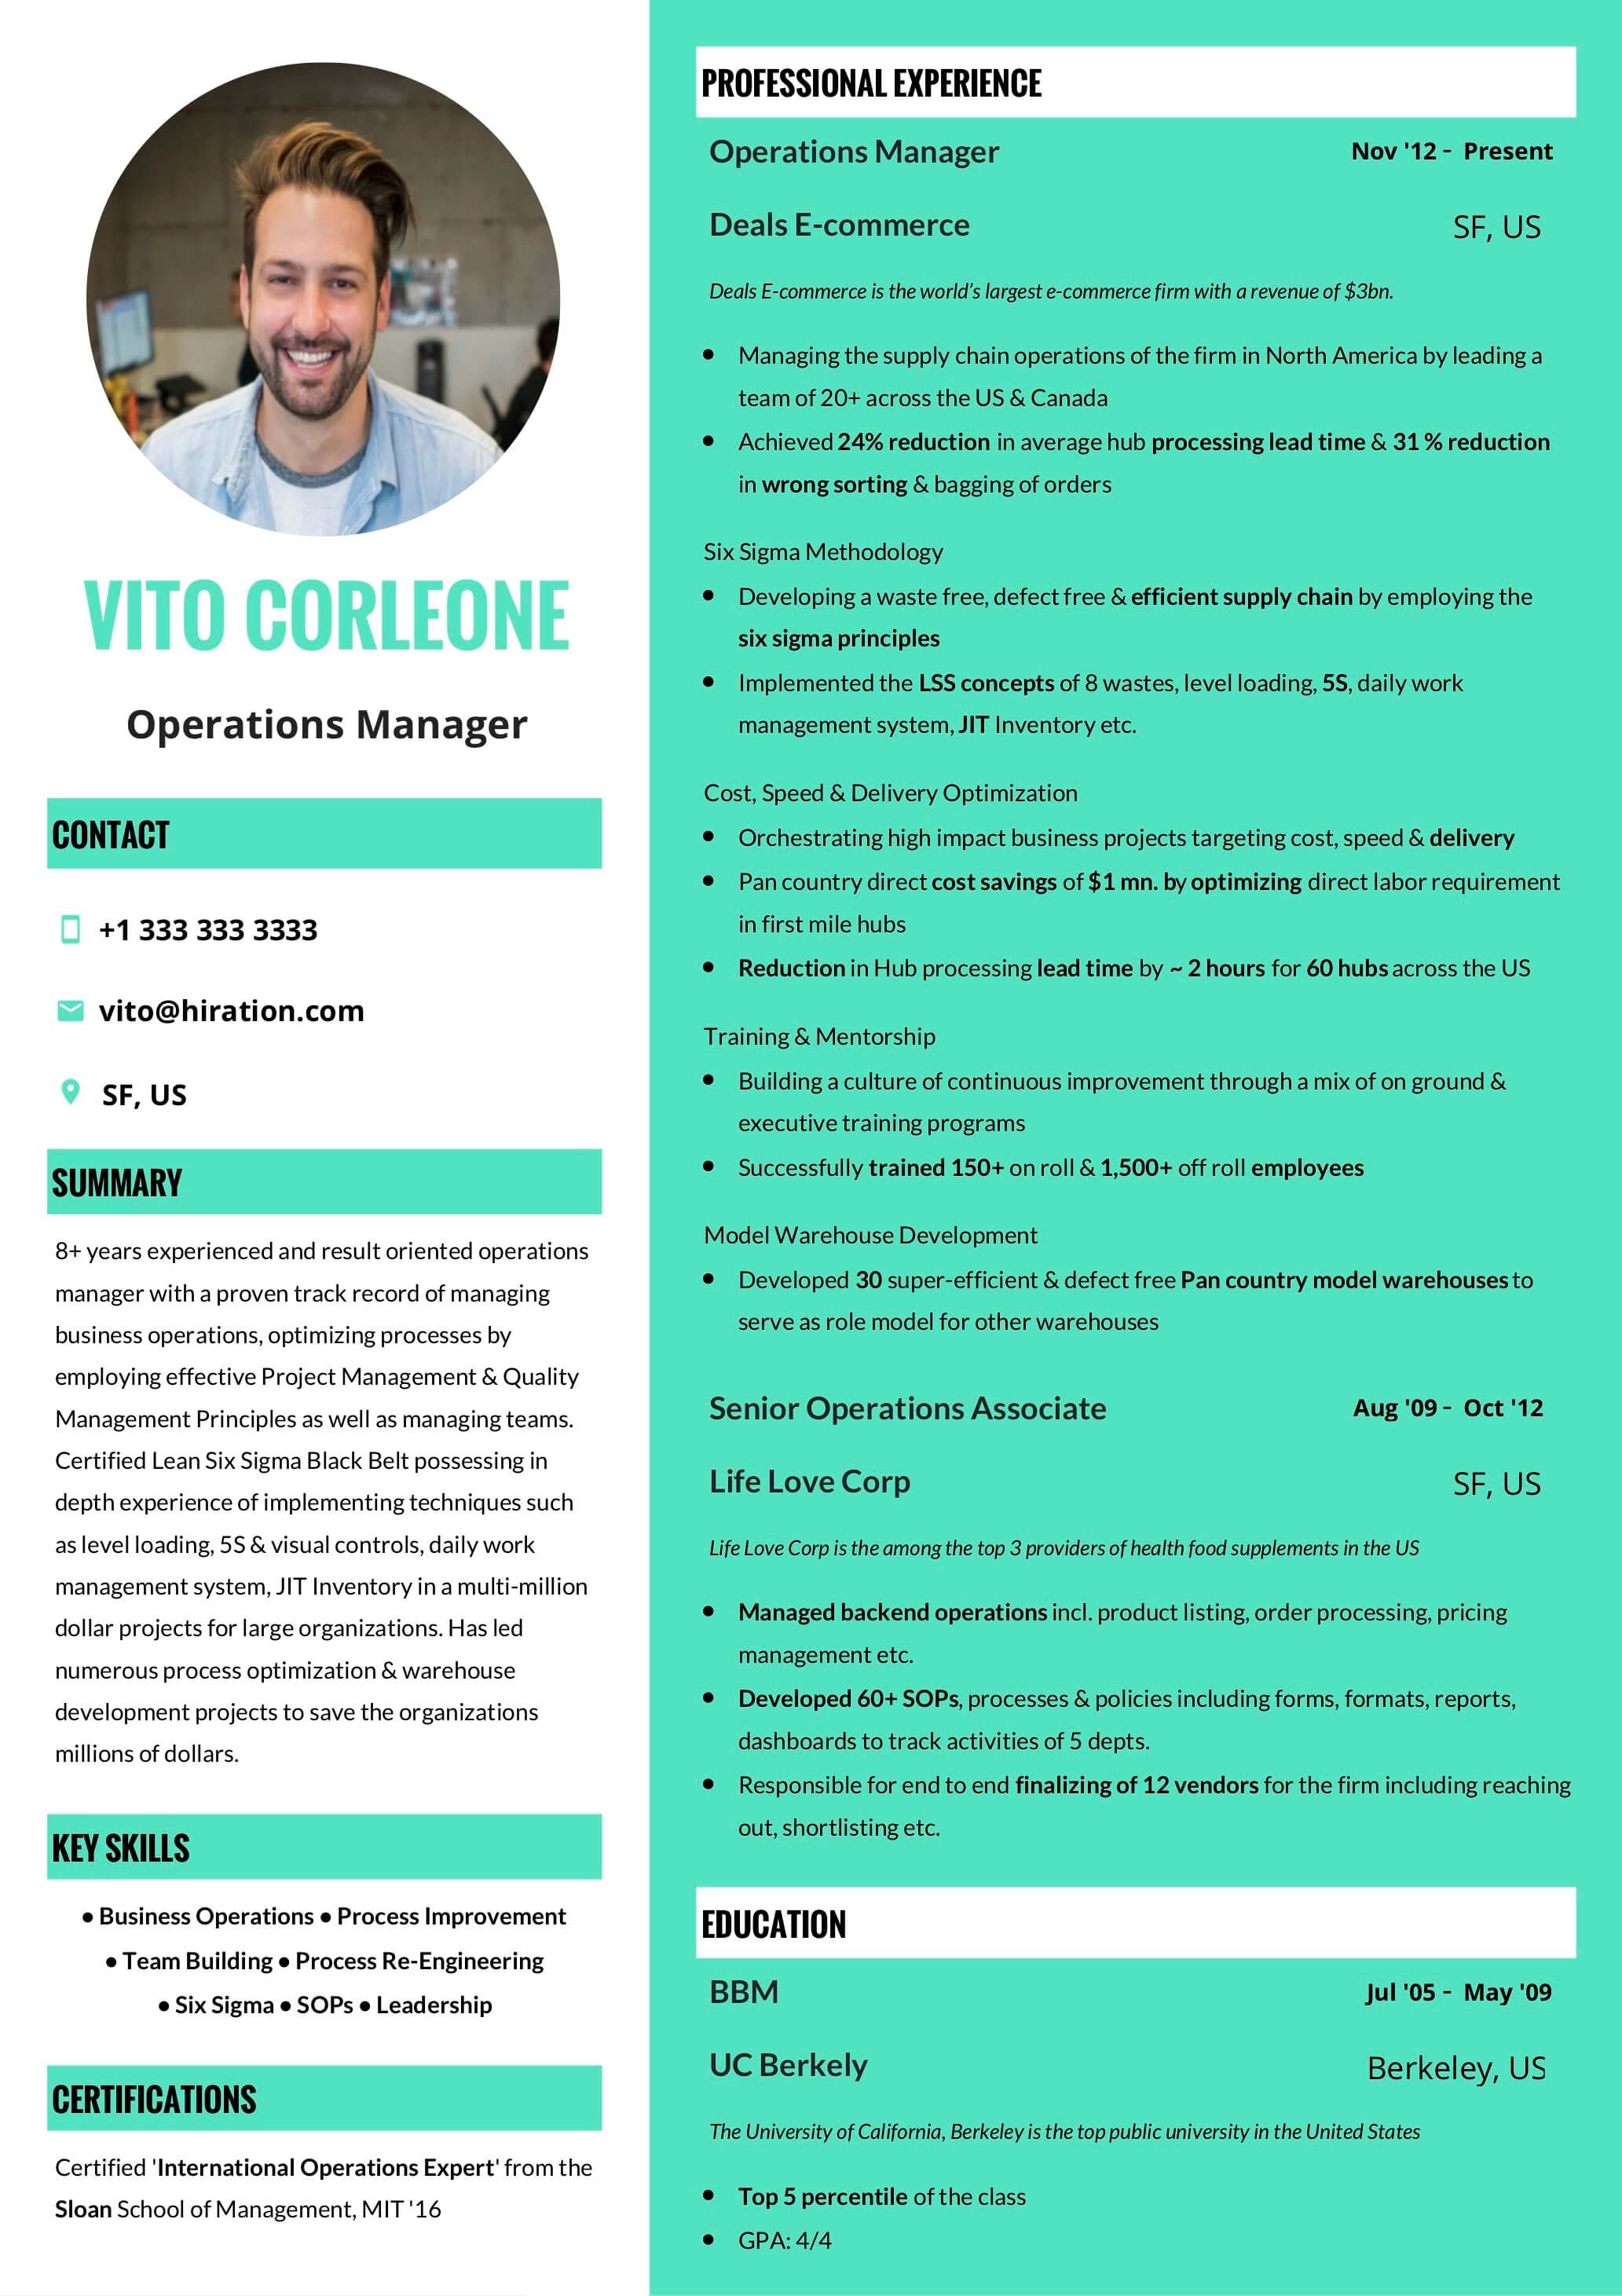 VITO CORLEONE
Operations Manager
CONTACT
+1 333 333 3333
vito@hiration.com
SF, US
SUMMARY
8+ years experienced and result oriented operations
manager with a proven track record of managing
business operations, optimizing processes by
employing effective Project Management & Quality
Management Principles as well as managing teams.
Certified Lean Six Sigma Black Belt possessing in
depth experience of implementing techniques such
as level loading, 5S & visual controls, daily work
management system, JIT Inventory in a multi-million
dollar projects for large organizations. Has led
numerous process optimization & warehouse
development projects to save the organizations
millions of dollars.
KEY SKILLS
• Business Operations • Process Improvement
• Team Building • Process Re-Engineering
• Six Sigma • SOPs • Leadership
CERTIFICATIONS
Certified 'International Operations Expert' from the
Sloan School of Management, MIT '16
PROFESSIONAL EXPERIENCE
Operations Manager Nov '12 - Present
Deals E-commerce SF, US
Deals E-commerce is the world's largest e-commerce firm with a revenue of $3bn.
• Managing the supply chain operations of the firm in North America by leading a
team of 20+ across the US & Canada
• Achieved 24% reduction in average hub processing lead time & 31 % reduction
in wrong sorting & bagging of orders
Six Sigma Methodology
• Developing a waste free, defect free & efficient supply chain by employing the
six sigma principles
• Implemented the LSS concepts of 8 wastes, level loading, 5S, daily work
management system, JIT Inventory etc.
Cost, Speed & Delivery Optimization
• Orchestrating high impact business projects targeting cost, speed & delivery
• Pan country direct cost savings of $1 mn. by optimizing direct labor requirement
in first mile hubs
• Reduction in Hub processing lead time by ~ 2 hours for 60 hubs across the US
Training & Mentorship
• Building a culture of continuous improvement through a mix of on ground &
executive training programs
• Successfully trained 150+ on roll & 1,500+ off roll employees
Model Warehouse Development
• Developed 30 super-efficient & defect free Pan country model warehouses to
serve as role model for other warehouses
Senior Operations Associate Aug '09 - Oct '12
Life Love Corp SF, US
Life Love Corp is the among the top 3 providers of health food supplements in the US
• Managed backend operations incl. product listing, order processing, pricing
management etc.
• Developed 60+ SOPs, processes & policies including forms, formats, reports,
dashboards to track activities of 5 depts.
• Responsible for end to end finalizing of 12 vendors for the firm including reaching
out, shortlisting etc.
EDUCATION
BBM Jul '05 - May '09
UC Berkely Berkeley, US
The University of California, Berkeley is the top public university in the United States
• Top 5 percentile of the class
• GPA: 4/4